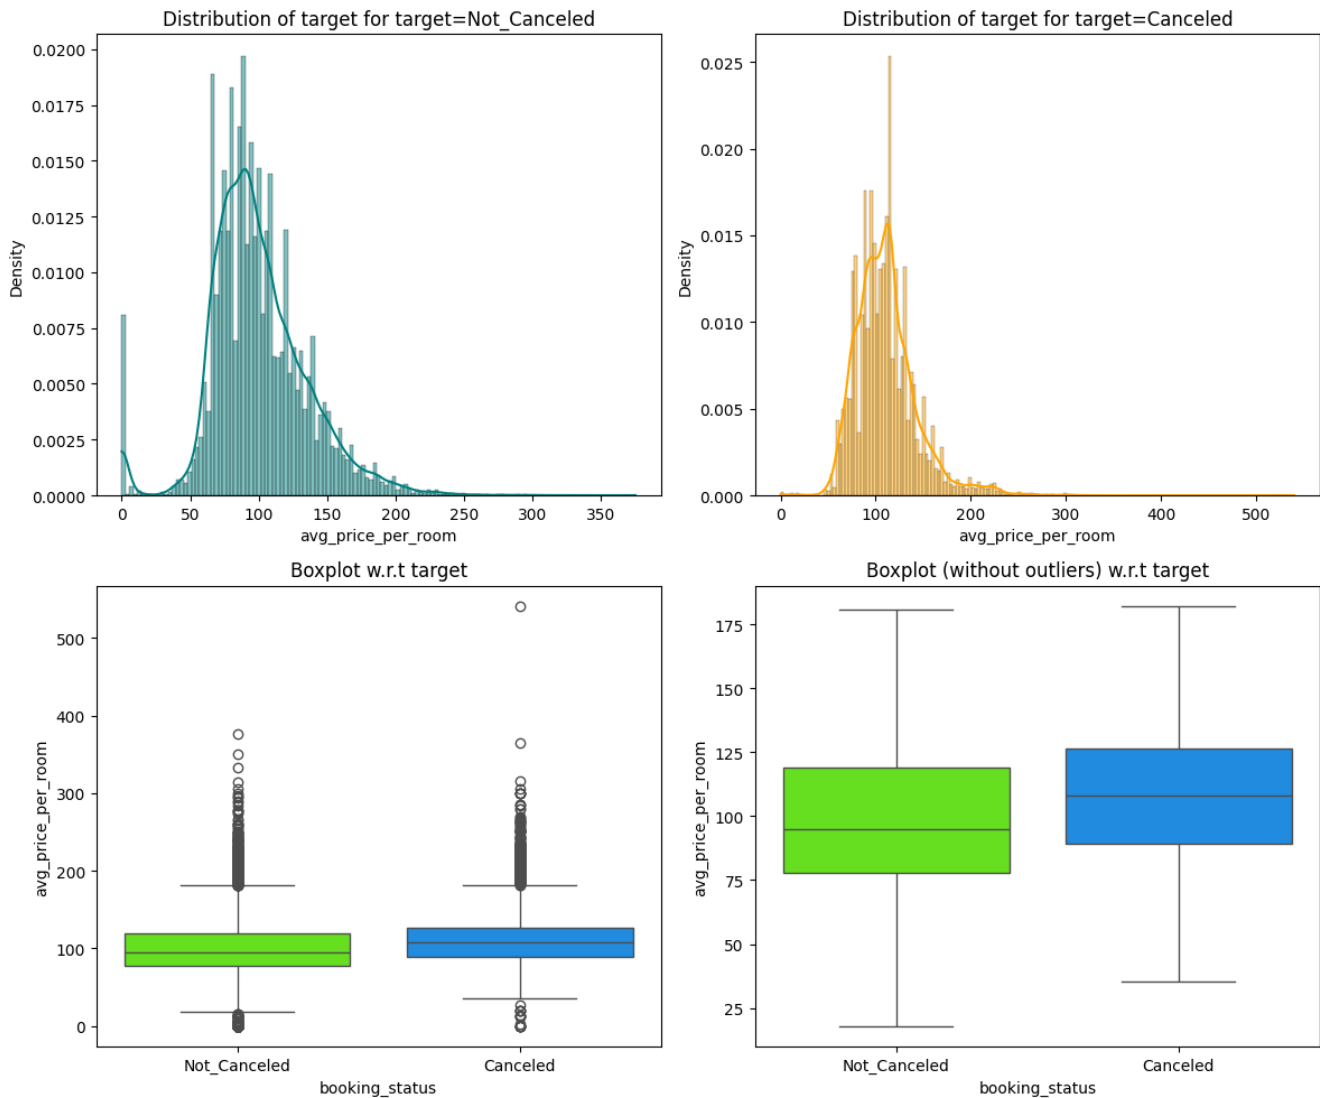 Distribution of target for target=Not_Canceled
0.0200
0.0175
0.0150
0.0125
0.0100
0.0075
0.0050
0.0025
0.0000
Density
0 50 100 150 200 250 300 350
avg_price_per_room
Distribution of target for target=Canceled
0.025
0.020
0.015
0.010
0.005
0.000
Density
0 100 200 300 400 500
avg_price_per_room
Boxplot w.r.t target
500
400
300
200
100
0
avg_price_per_room
Not_Canceled Canceled
booking_status
Boxplot (without outliers) w.r.t target
175
150
125
100
75
50
25
avg_price_per_room
Not_Canceled Canceled
booking_status